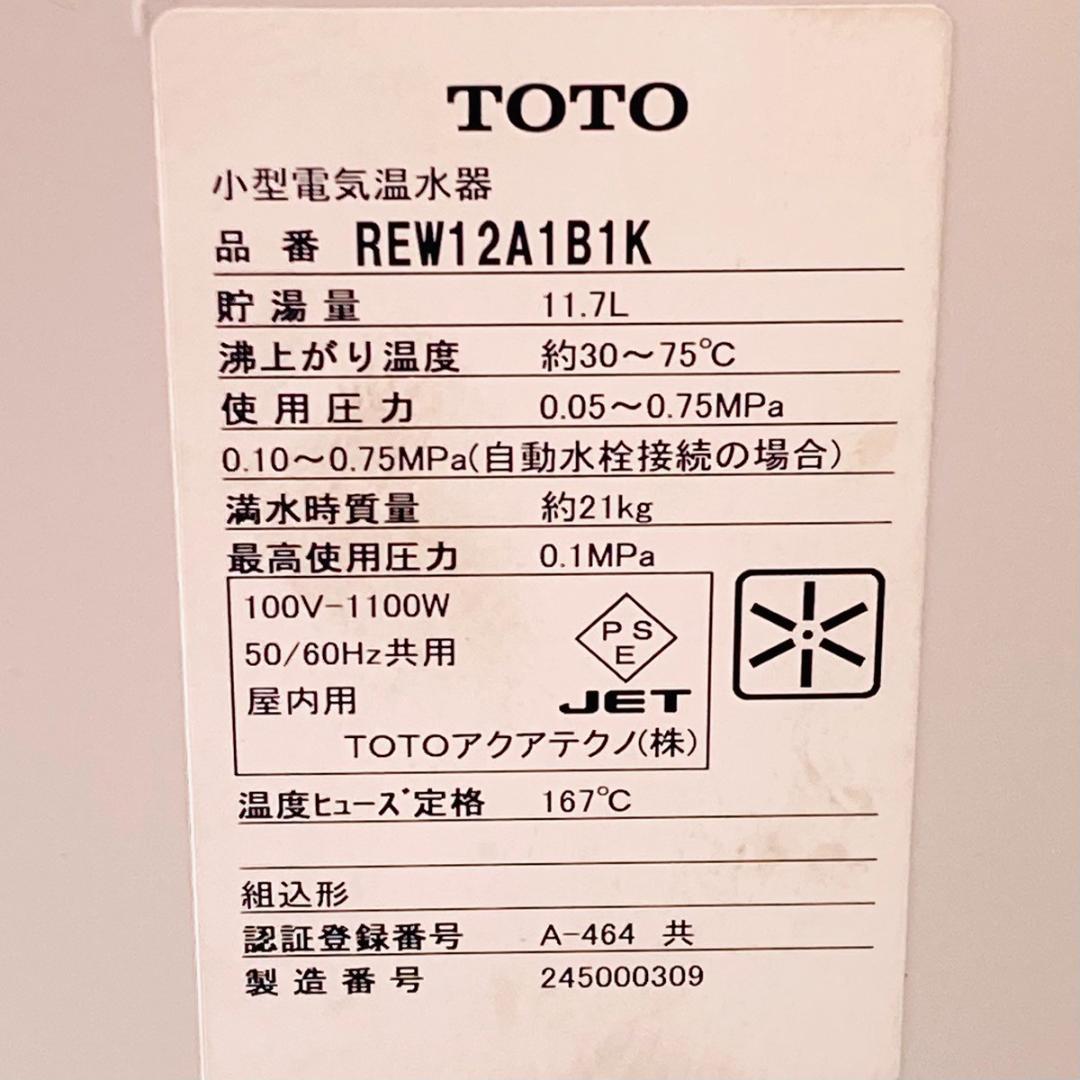 TOTO
小型電気温水器
品番 REW12A1B1K
貯湯量 11.7L
沸上がり温度 約30～75℃
使用圧力 0.05～0.75MPa
0.10～0.75MPa(自動水栓接続の場合)
満水時質量 約21kg
最高使用圧力 0.1MPa
100V-1100W
50/60Hz共用
PSE
屋内用 JET
TOTOアクアテクノ(株)
温度ヒューズ定格 167℃
組込形
認証登録番号 A-464 共
製造番号 245000309